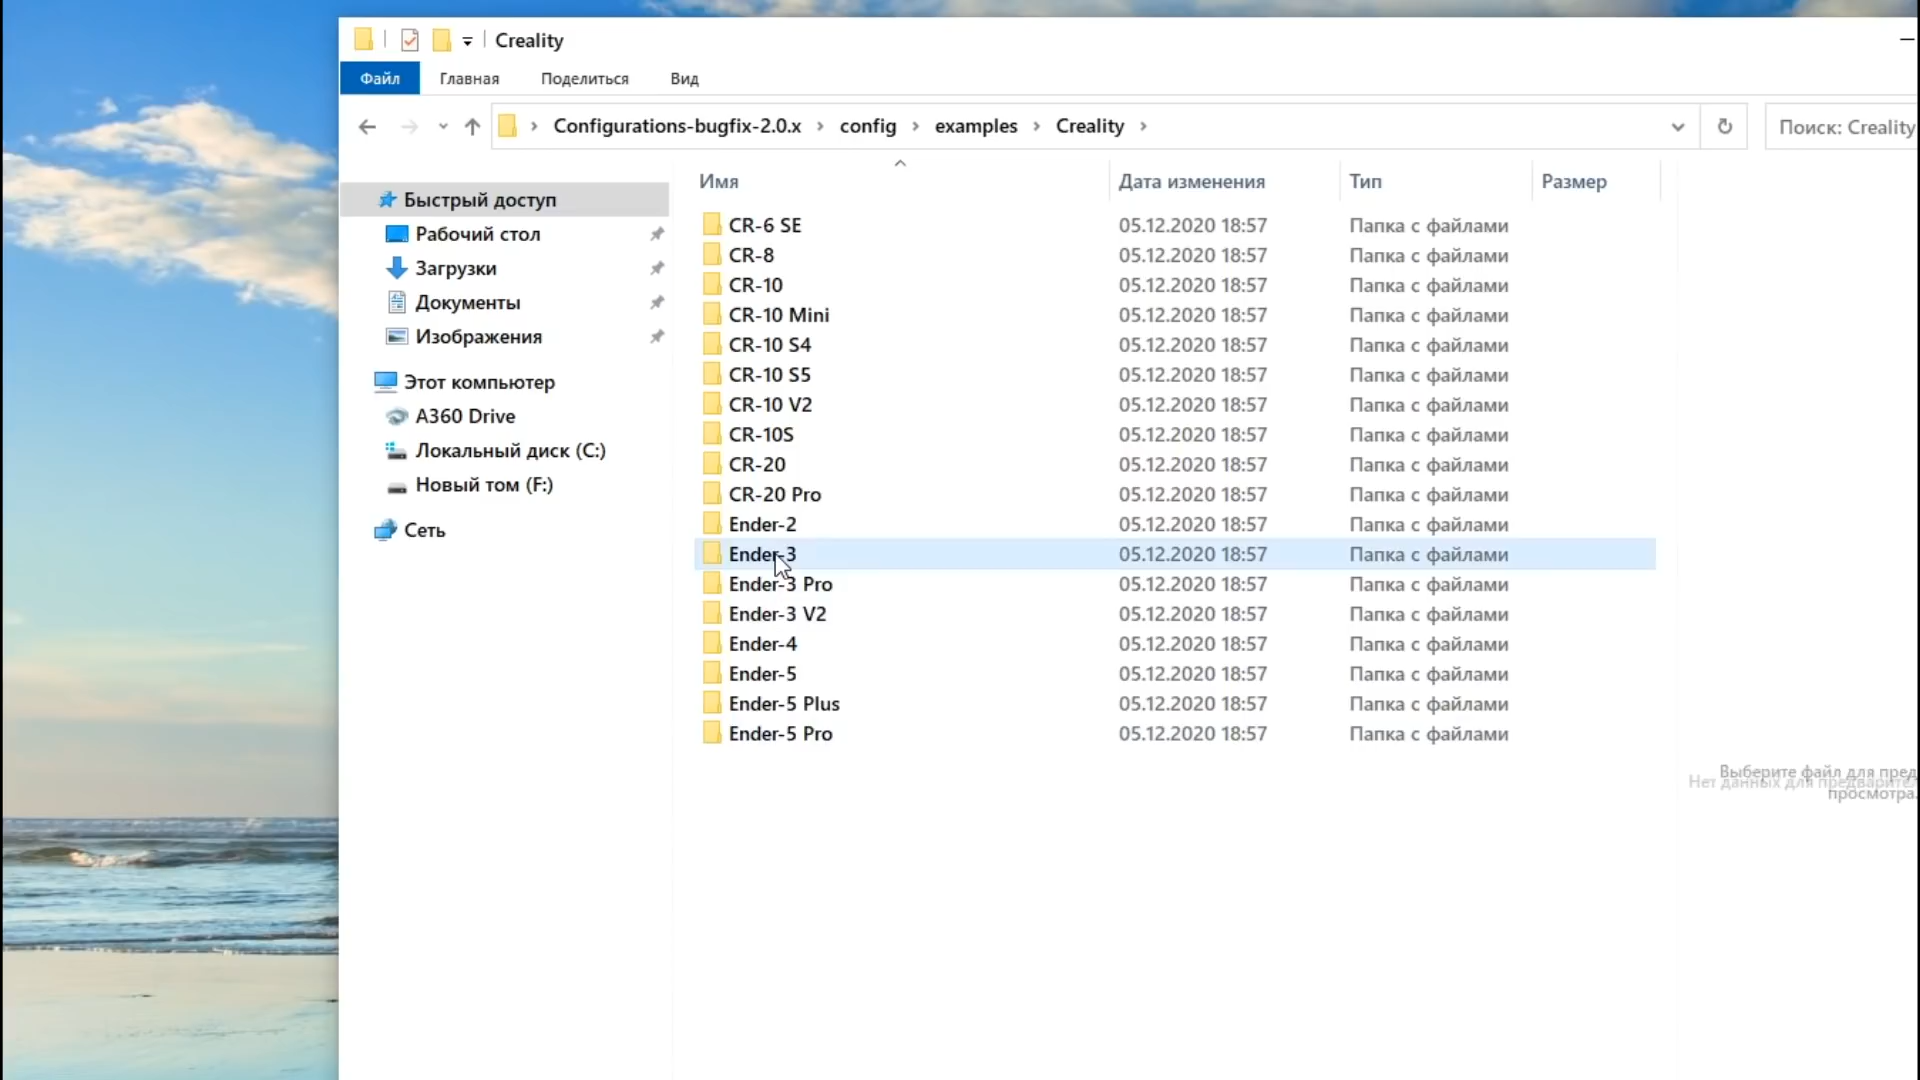 Creality
Файл Главная Поделиться Вид
Configurations-bugfix-2.0.x > config > examples > Creality >
Поиск: Creality
Имя Дата изменения Тип Размер
Быстрый доступ
Рабочий стол
Загрузки
Документы
Изображения
Этот компьютер
A360 Drive
Локальный диск (C:)
Новый том (F:)
Сеть
CR-6 SE 05.12.2020 18:57 Папка с файлами
CR-8 05.12.2020 18:57 Папка с файлами
CR-10 05.12.2020 18:57 Папка с файлами
CR-10 Mini 05.12.2020 18:57 Папка с файлами
CR-10 S4 05.12.2020 18:57 Папка с файлами
CR-10 S5 05.12.2020 18:57 Папка с файлами
CR-10 V2 05.12.2020 18:57 Папка с файлами
CR-10S 05.12.2020 18:57 Папка с файлами
CR-20 05.12.2020 18:57 Папка с файлами
CR-20 Pro 05.12.2020 18:57 Папка с файлами
Ender-2 05.12.2020 18:57 Папка с файлами
Ender-3 05.12.2020 18:57 Папка с файлами
Ender-3 Pro 05.12.2020 18:57 Папка с файлами
Ender-3 V2 05.12.2020 18:57 Папка с файлами
Ender-4 05.12.2020 18:57 Папка с файлами
Ender-5 05.12.2020 18:57 Папка с файлами
Ender-5 Plus 05.12.2020 18:57 Папка с файлами
Ender-5 Pro 05.12.2020 18:57 Папка с файлами
Выберите файл для пред
Нет данных для предварител
просмотра.